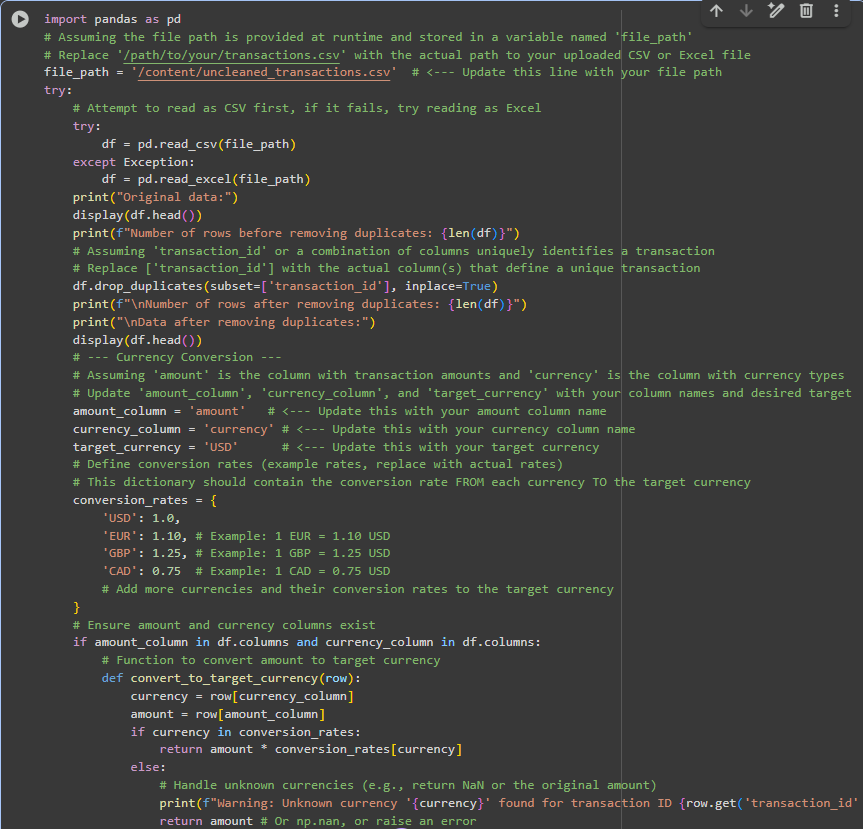 import pandas as pd
# Assuming the file path is provided at runtime and stored in a variable named 'file_path'
# Replace '/path/to/your/transactions.csv' with the actual path to your uploaded CSV or Excel file
file_path = '/content/uncleaned_transactions.csv'  # <--- Update this line with your file path
try:
    # Attempt to read as CSV first, if it fails, try reading as Excel
    try:
        df = pd.read_csv(file_path)
    except Exception:
        df = pd.read_excel(file_path)
    print("Original data:")
    display(df.head())
    print(f"Number of rows before removing duplicates: {len(df)}")
    # Assuming 'transaction_id' or a combination of columns uniquely identifies a transaction
    # Replace ['transaction_id'] with the actual column(s) that define a unique transaction
    df.drop_duplicates(subset=['transaction_id'], inplace=True)
    print(f"\nNumber of rows after removing duplicates: {len(df)}")
    print("\nData after removing duplicates:")
    display(df.head())
    # --- Currency Conversion ---
    # Assuming 'amount' is the column with transaction amounts and 'currency' is the column with currency types
    # Update 'amount_column', 'currency_column', and 'target_currency' with your column names and desired target
    amount_column = 'amount'   # <--- Update this with your amount column name
    currency_column = 'currency' # <--- Update this with your currency column name
    target_currency = 'USD'      # <--- Update this with your target currency
    # Define conversion rates (example rates, replace with actual rates)
    # This dictionary should contain the conversion rate FROM each currency TO the target currency
    conversion_rates = {
        'USD': 1.0,
        'EUR': 1.10, # Example: 1 EUR = 1.10 USD
        'GBP': 1.25, # Example: 1 GBP = 1.25 USD
        'CAD': 0.75  # Example: 1 CAD = 0.75 USD
        # Add more currencies and their conversion rates to the target currency
    }
    # Ensure amount and currency columns exist
    if amount_column in df.columns and currency_column in df.columns:
        # Function to convert amount to target currency
        def convert_to_target_currency(row):
            currency = row[currency_column]
            amount = row[amount_column]
            if currency in conversion_rates:
                return amount * conversion_rates[currency]
            else:
                # Handle unknown currencies (e.g., return NaN or the original amount)
                print(f"Warning: Unknown currency '{currency}' found for transaction ID {row.get('transaction_id'
                return amount # Or np.nan, or raise an error